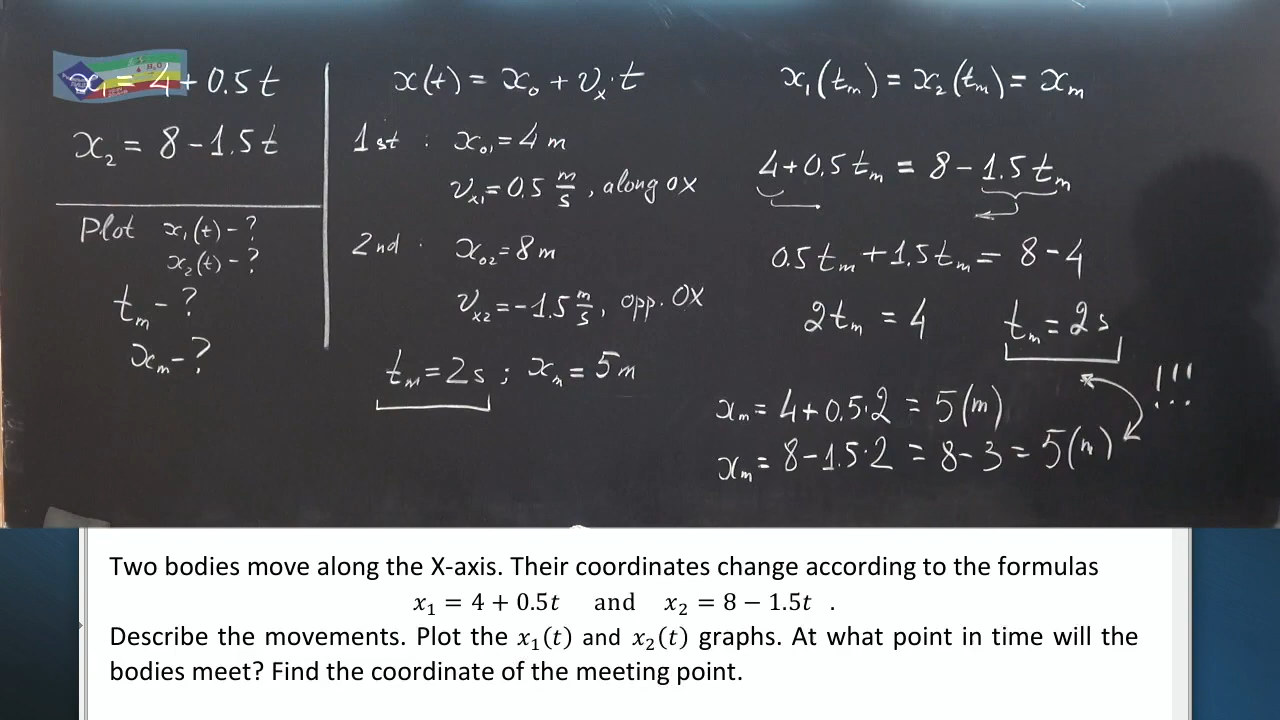 x₁ = 4 + 0.5t
x₂ = 8 − 1.5t
Plot x₁(t) − ?
x₂(t) − ?
tₘ − ?
xₘ − ?
x(t) = x₀ + vₓ · t
1st : x₀₁ = 4 m
vₓ₁ = 0.5 m/s, along OX
2nd : x₀₂ = 8 m
vₓ₂ = −1.5 m/s, opp. OX
tₘ = 2 s ; xₘ = 5 m
x₁(tₘ) = x₂(tₘ) = xₘ
4 + 0.5 tₘ = 8 − 1.5 tₘ
0.5 tₘ + 1.5 tₘ = 8 − 4
2tₘ = 4 tₘ = 2 s
!!!
xₘ = 4 + 0.5 · 2 = 5 (m)
xₘ = 8 − 1.5 · 2 = 8 − 3 = 5 (m)
Two bodies move along the X-axis. Their coordinates change according to the formulas
x₁ = 4 + 0.5t and x₂ = 8 − 1.5t .
Describe the movements. Plot the x₁(t) and x₂(t) graphs. At what point in time will the
bodies meet? Find the coordinate of the meeting point.